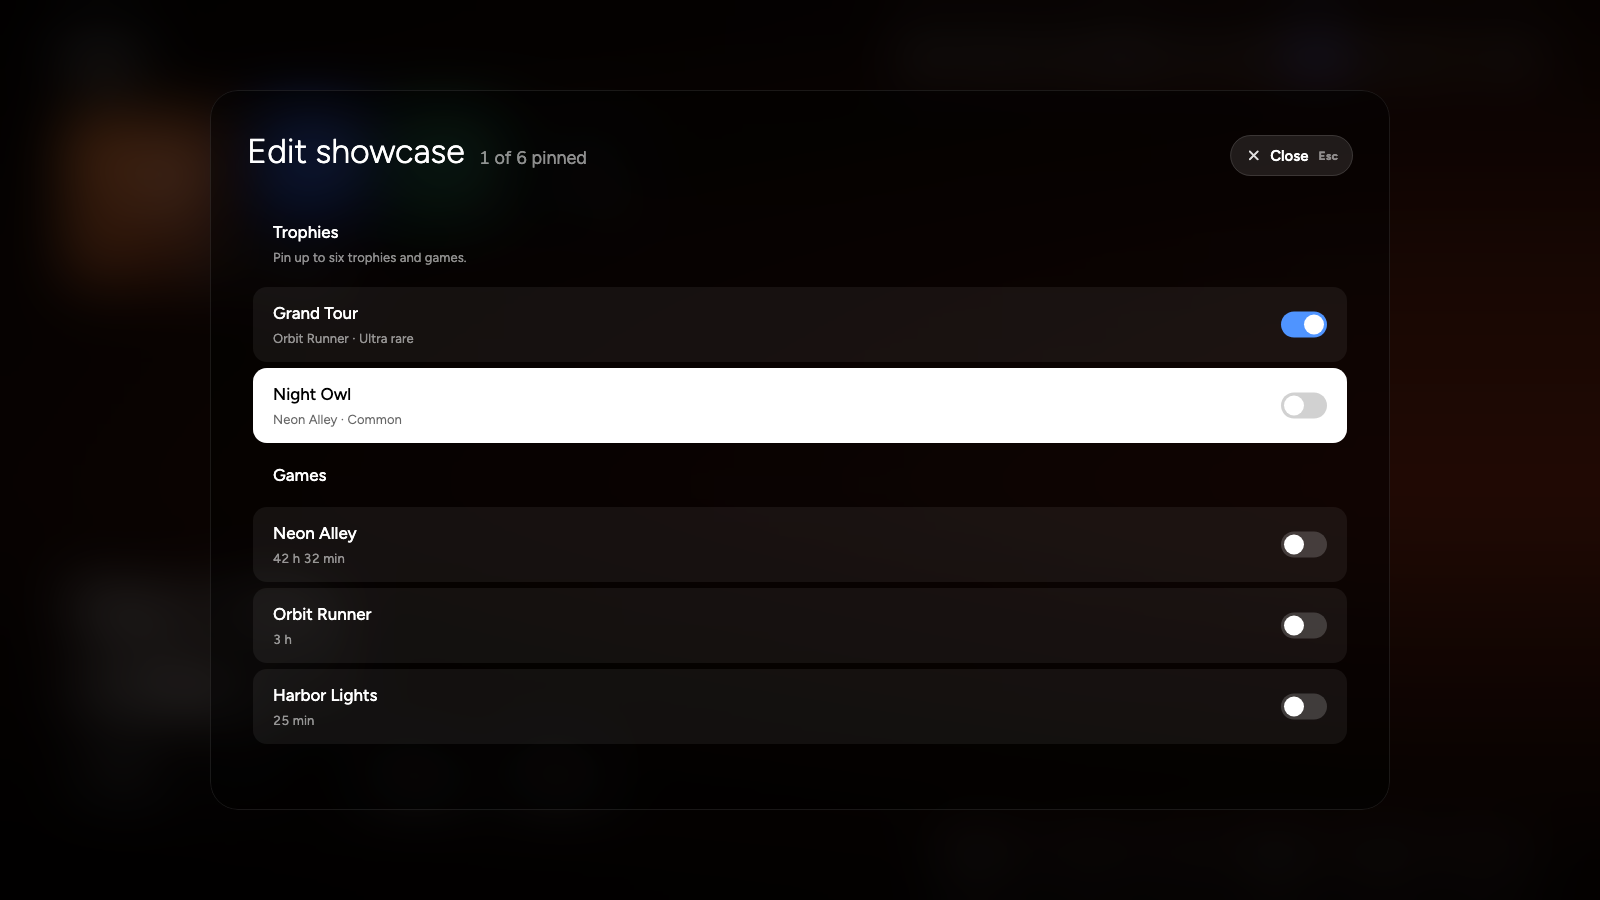 Edit showcase 1 of 6 pinned
Close Esc
Trophies
Pin up to six trophies and games.
Grand Tour
Orbit Runner · Ultra rare
Night Owl
Neon Alley · Common
Games
Neon Alley
42 h 32 min
Orbit Runner
3 h
Harbor Lights
25 min